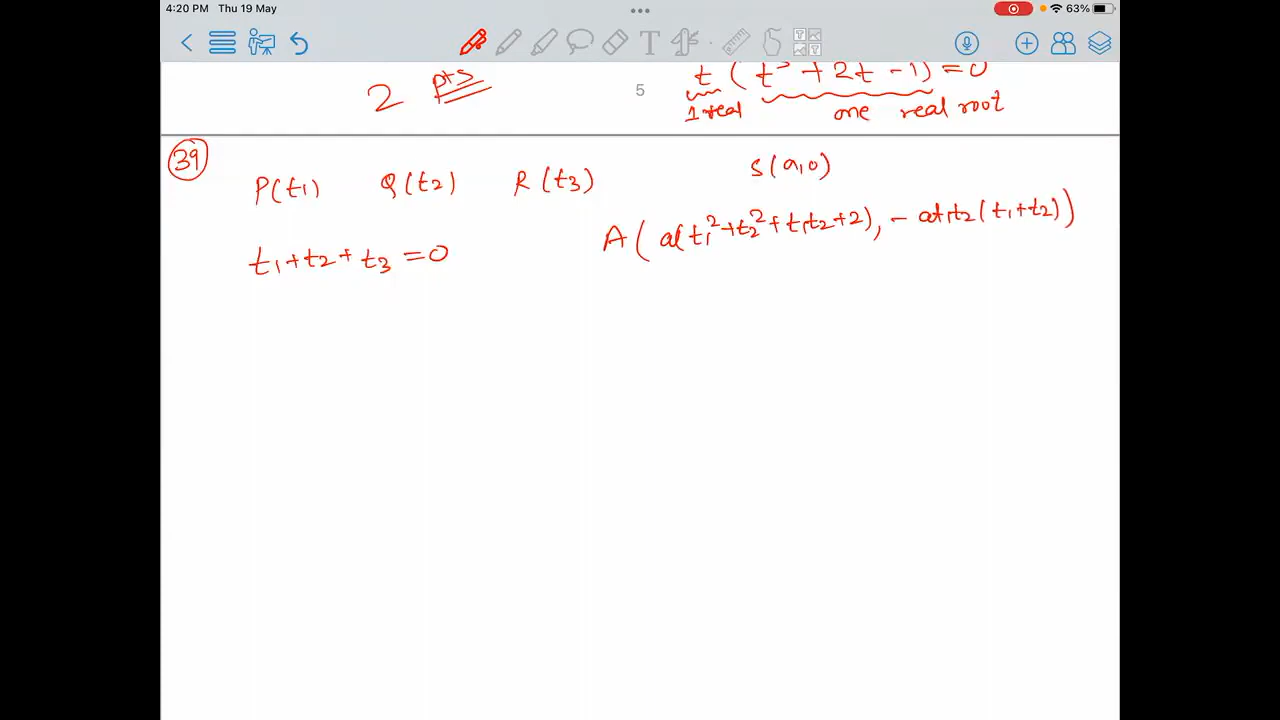 4:20 PM Thu 19 May
63%
t (t³ + 2t - 1) = 0
2 pts
5
1 real one real root
39
P(t₁) Q(t₂) R(t₃) S(a,0)
A(a(t₁² + t₂² + t₁t₂ + 2), - at₁t₂(t₁+t₂))
t₁ + t₂ + t₃ = 0